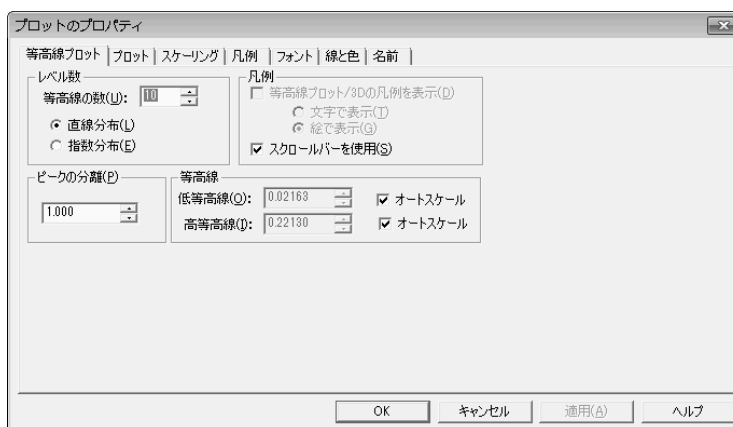 プロットのプロパティ
等高線プロット プロット スケーリング 凡例 フォント 線と色 名前
レベル数
等高線の数(U): 10
直線分布(L)
指数分布(E)
凡例
等高線プロット/3Dの凡例を表示(D)
文字で表示(T)
絵で表示(G)
スクロールバーを使用(S)
ピークの分離(P)
1.000
等高線
低等高線(O): 0.02163 オートスケール
高等高線(I): 0.22130 オートスケール
OK キャンセル 適用(A) ヘルプ